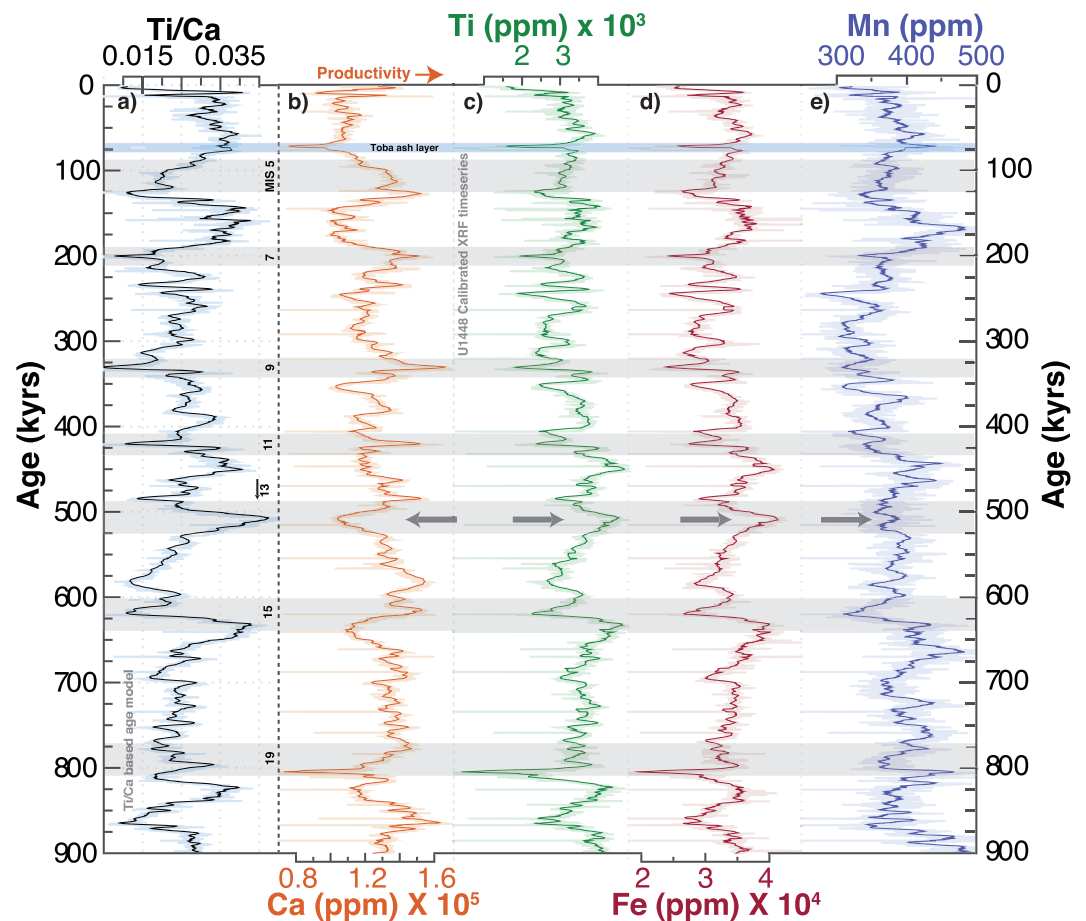 Ti/Ca
Ti (ppm) x 10³
Mn (ppm)
0.015 0.035
2 3
300 400 500
Productivity
0
a)
b)
c)
d)
e)
0
Toba ash layer
100
MIS 5
100
U1448 Calibrated XRF timeseries
200
7
200
300
300
9
Age (kyrs)
Age (kyrs)
400
400
11
13
500
500
600
600
15
700
700
Ti/Ca based age model
19
800
800
900
900
0.8 1.2 1.6
2 3 4
Ca (ppm) X 10⁵
Fe (ppm) X 10⁴